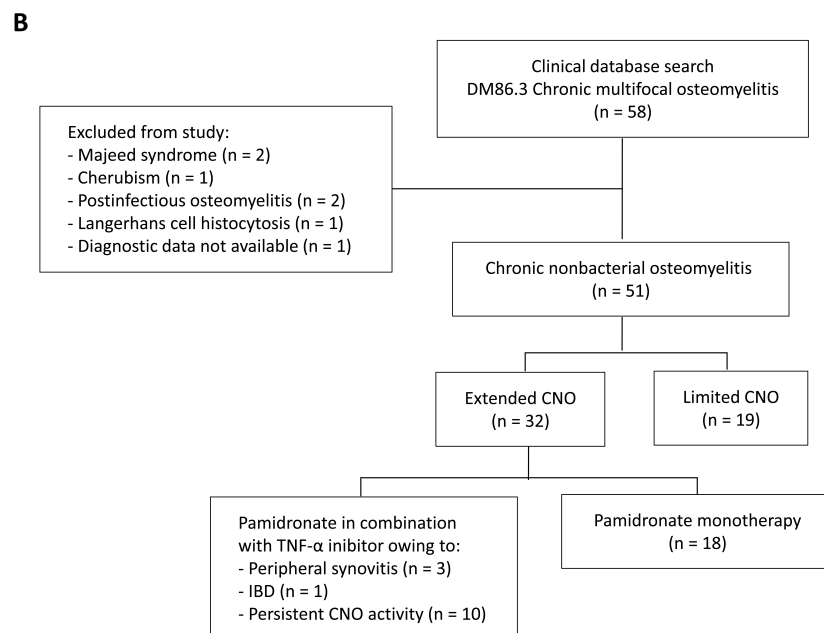 B
Clinical database search
DM86.3 Chronic multifocal osteomyelitis
(n = 58)
Excluded from study:
- Majeed syndrome (n = 2)
- Cherubism (n = 1)
- Postinfectious osteomyelitis (n = 2)
- Langerhans cell histocytosis (n = 1)
- Diagnostic data not available (n = 1)
Chronic nonbacterial osteomyelitis
(n = 51)
Extended CNO
(n = 32)
Limited CNO
(n = 19)
Pamidronate in combination
with TNF-α inibitor owing to:
- Peripheral synovitis (n = 3)
- IBD (n = 1)
- Persistent CNO activity (n = 10)
Pamidronate monotherapy
(n = 18)